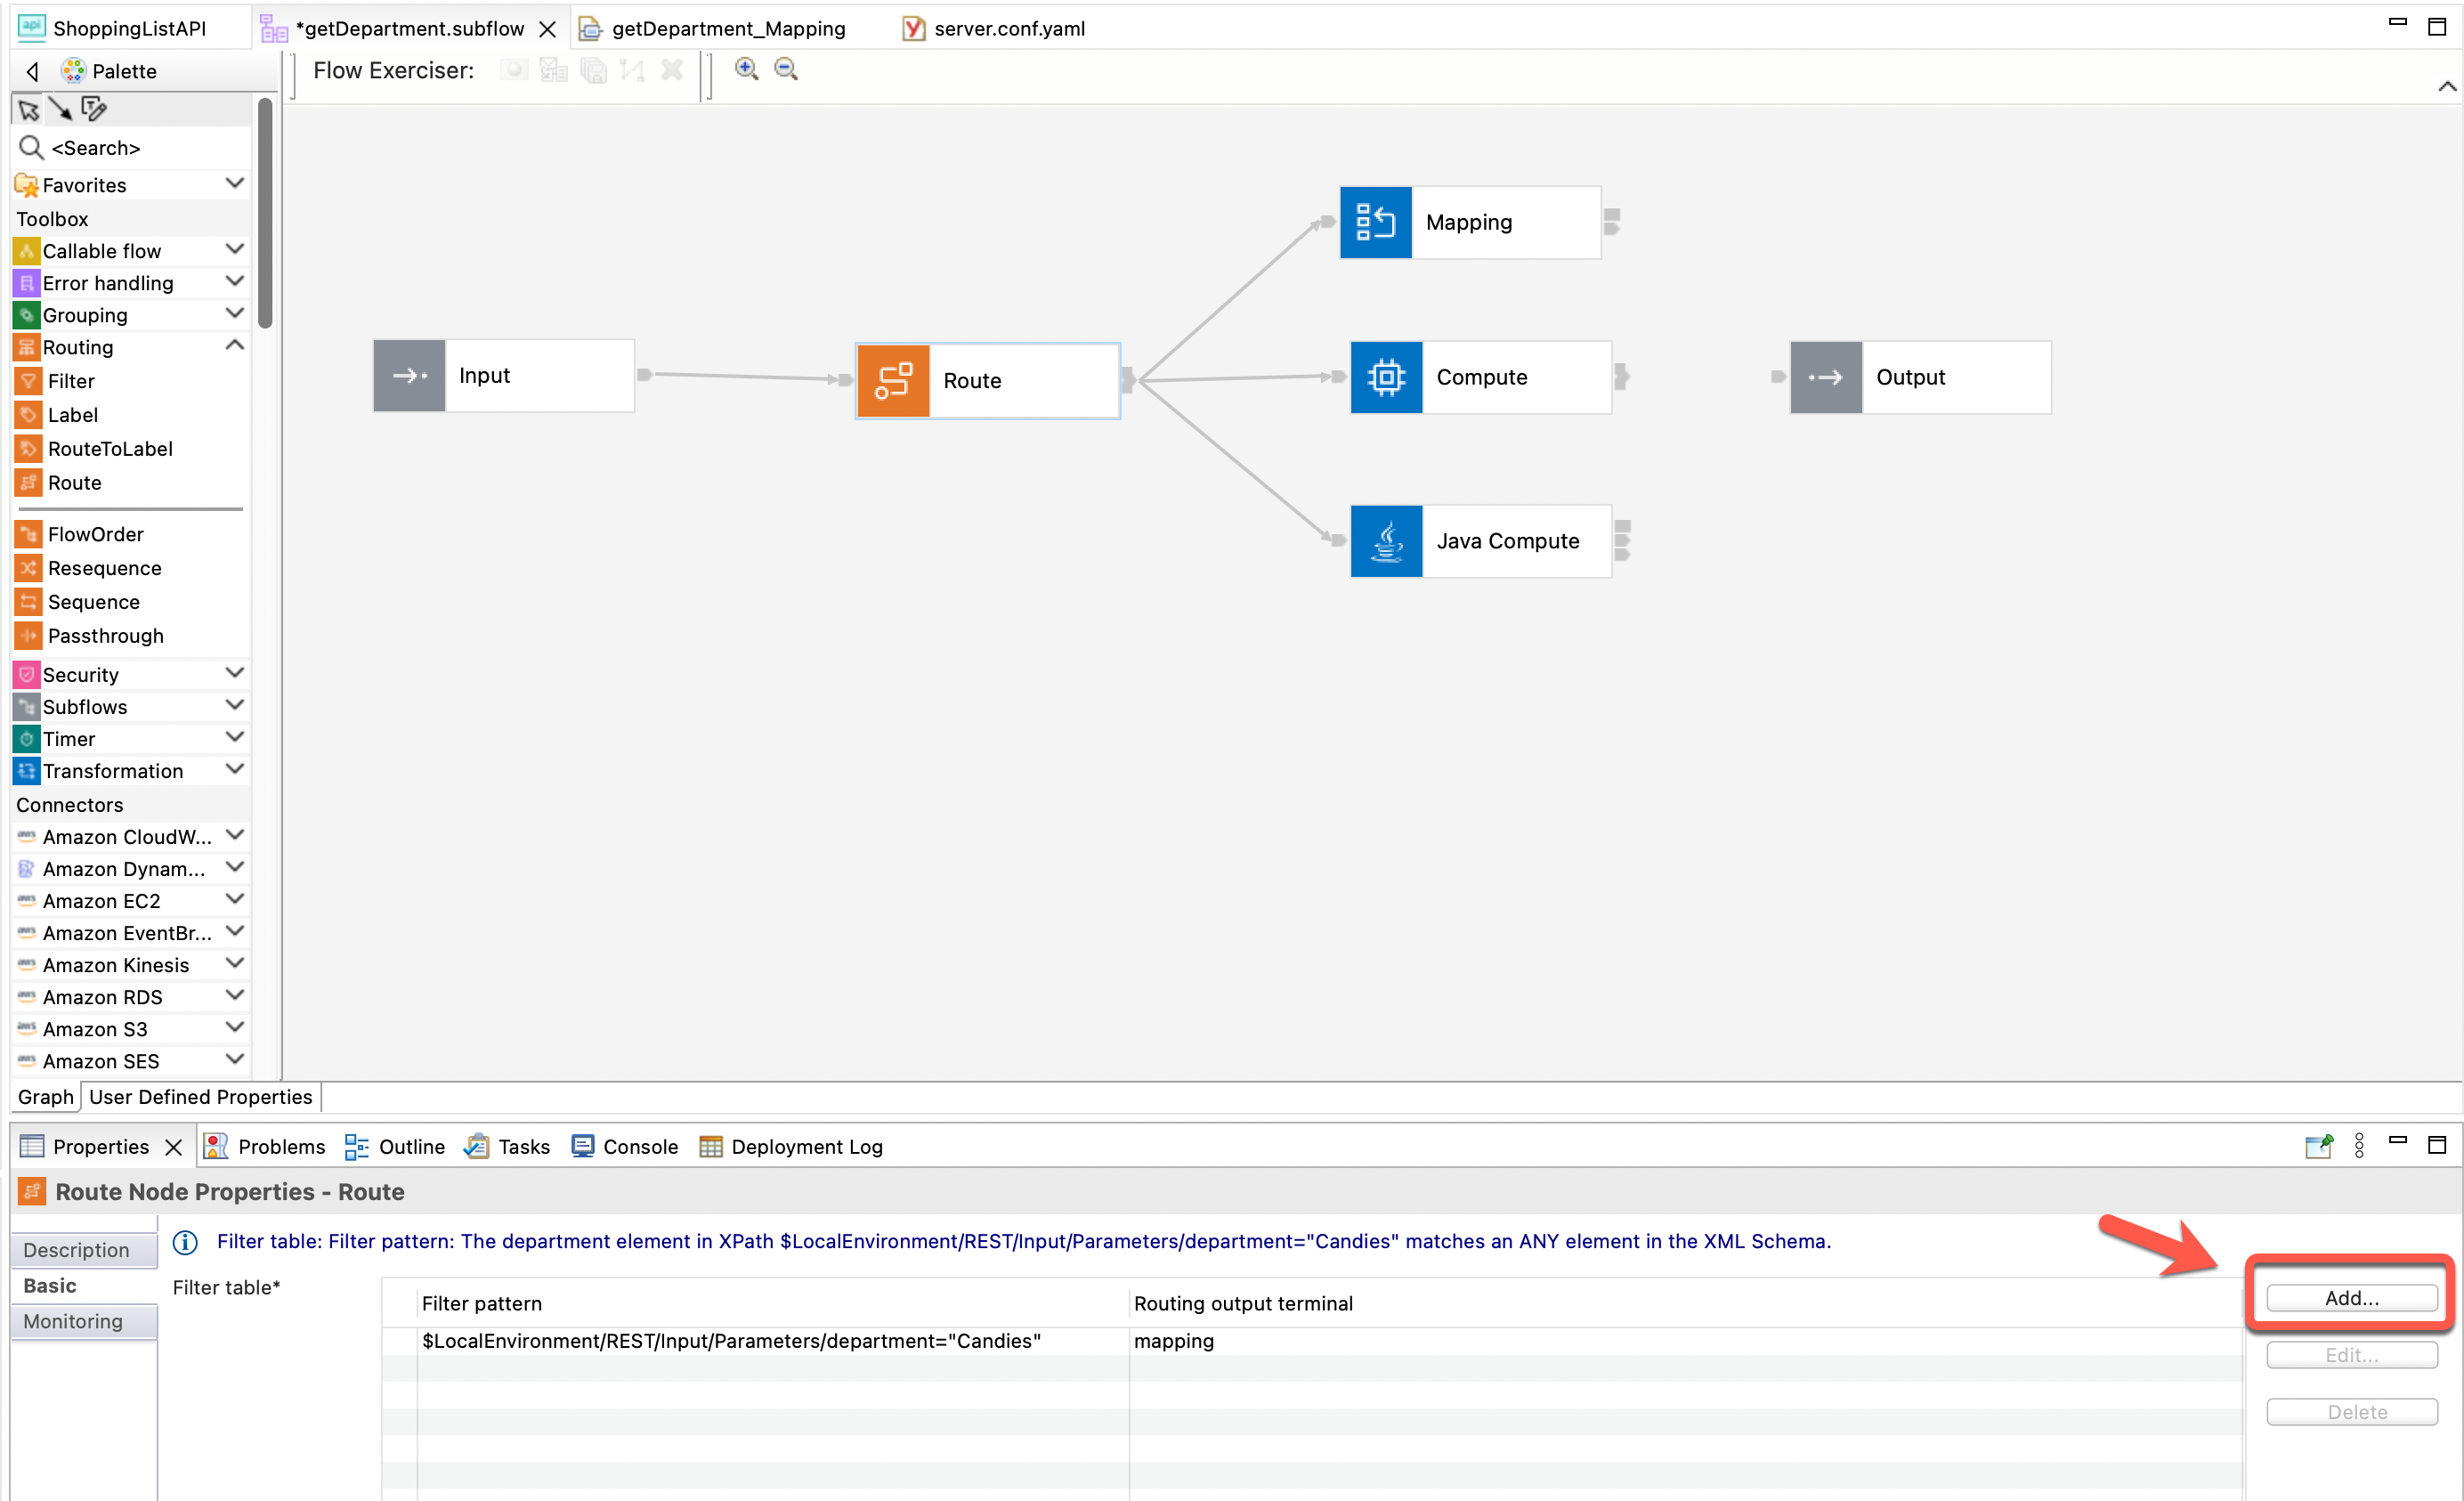 api ShoppingListAPI *getDepartment.subflow getDepartment_Mapping server.conf.yaml
Palette
Flow Exerciser:
<Search>
Favorites
Toolbox
Callable flow
Error handling
Grouping
Routing
Filter
Label
RouteToLabel
Route
FlowOrder
Resequence
Sequence
Passthrough
Security
Subflows
Timer
Transformation
Connectors
Amazon CloudW...
Amazon Dynam...
Amazon EC2
Amazon EventBr...
Amazon Kinesis
Amazon RDS
Amazon S3
Amazon SES
Input
Route
Mapping
Compute
Java Compute
Output
Graph User Defined Properties
Properties Problems Outline Tasks Console Deployment Log
Route Node Properties - Route
Description
Basic
Monitoring
Filter table: Filter pattern: The department element in XPath $LocalEnvironment/REST/Input/Parameters/department="Candies" matches an ANY element in the XML Schema.
Filter table*
Filter pattern Routing output terminal
$LocalEnvironment/REST/Input/Parameters/department="Candies" mapping
Add...
Edit...
Delete